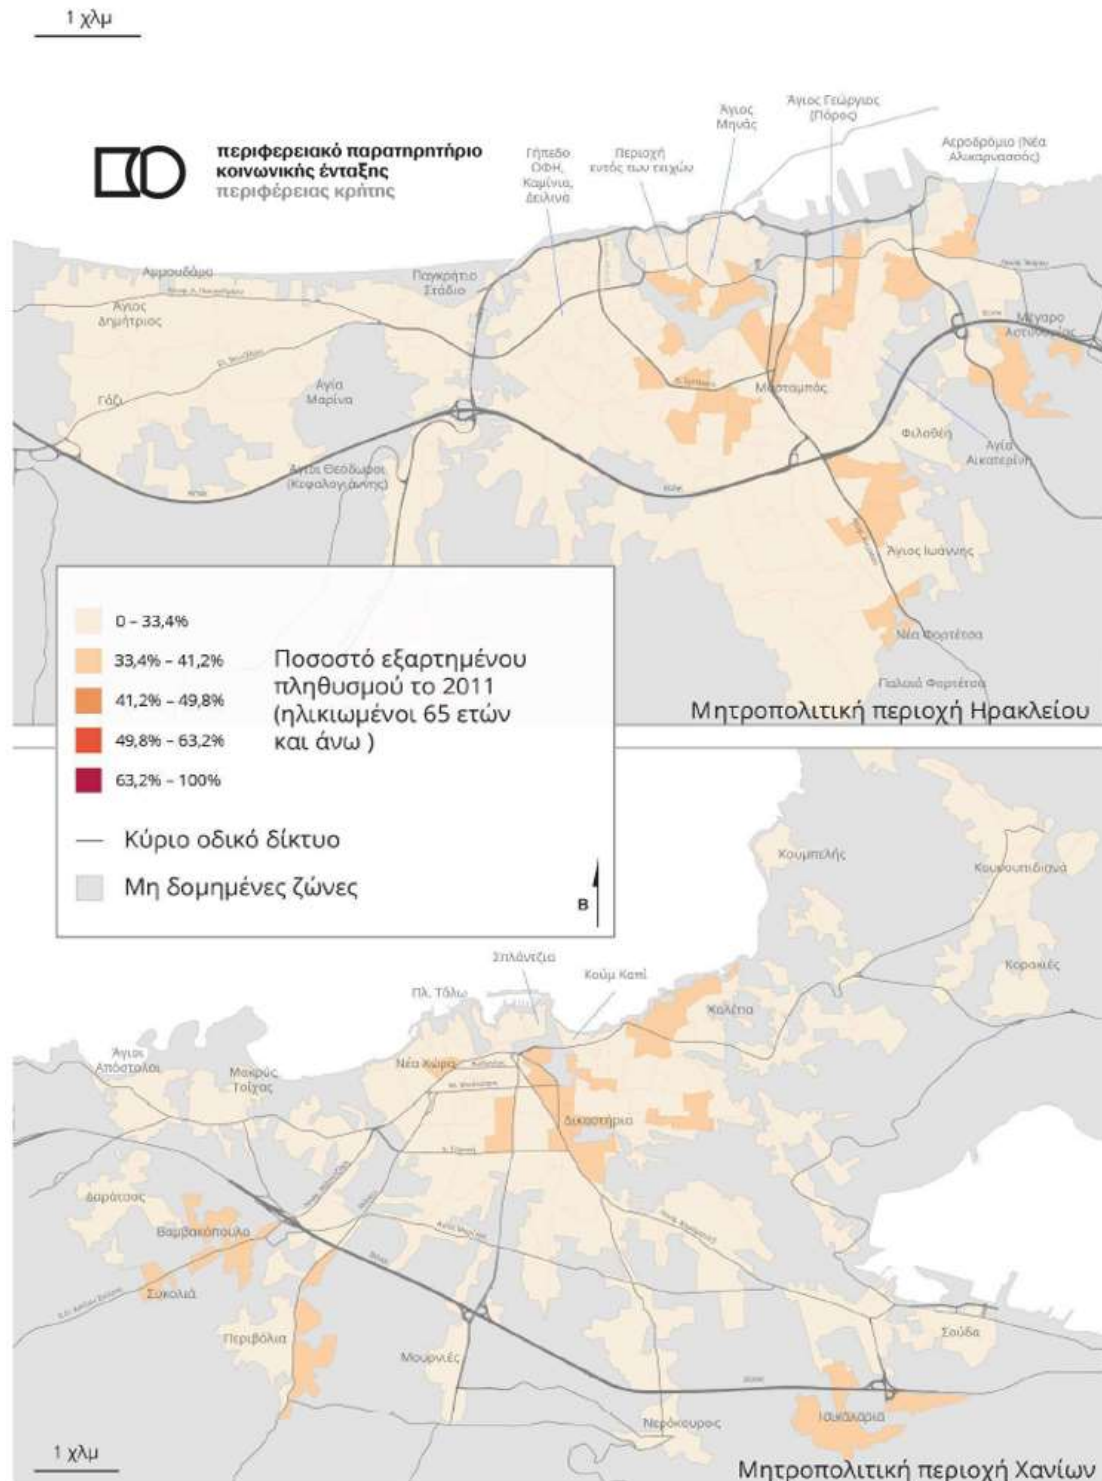 1 χλμ
περιφερειακό παρατηρητήριο
κοινωνικής ένταξης
περιφέρειας κρήτης
Γήπεδο
ΟΦΗ,
Καμίνια,
Δειλινά
Περιοχή
εντός των τειχών
Άγιος
Μηνάς
Άγιος Γεώργιος
(Πόρος)
Αεροδρόμιο (Νέα
Αλικαρνασσός)
Αμμουδάρα
Παγκρήτιο
Στάδιο
Άγιος
Δημήτριος
Μέγαρο
Αστυνομίας
Γάζι
Αγία
Μαρίνα
Μασταμπάς
Φιλοθέη
Αγία
Αικατερίνη
Άγιοι Θεόδωροι
(Κεφαλογιάννης)
Άγιος Ιωάννης
Νέα Φορτέτσα
Παλαιά Φορτέτσα
Μητροπολιτική περιοχή Ηρακλείου
0 – 33,4%
33,4% – 41,2%
41,2% – 49,8%
49,8% – 63,2%
63,2% – 100%
Ποσοστό εξαρτημένου
πληθυσμού το 2011
(ηλικιωμένοι 65 ετών
και άνω )
Κύριο οδικό δίκτυο
Μη δομημένες ζώνες
Β
Κουμπελής
Κουνουπιδιανά
Κορακιές
Σπλάντζια
Κούμ Καπί
Πλ. Τάλω
Χαλέπα
Άγιοι
Απόστολοι
Μακρύς
Τοίχος
Νέα Χώρα
Δικαστήρια
Δαράτσος
Βαμβακόπουλο
Συκολιά
Περιβόλια
Μουρνιές
Σούδα
Νερόκουρος
Τσικαλαριά
1 χλμ
Μητροπολιτική περιοχή Χανίων